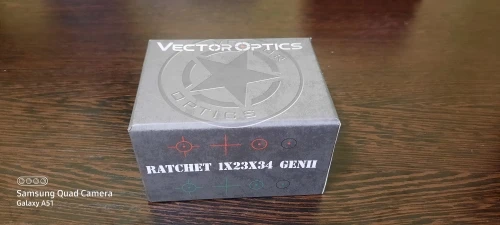 VECTOR OPTICS
OPTICS
RATCHET 1X23X34 GENII
Samsung Quad Camera
Galaxy A51